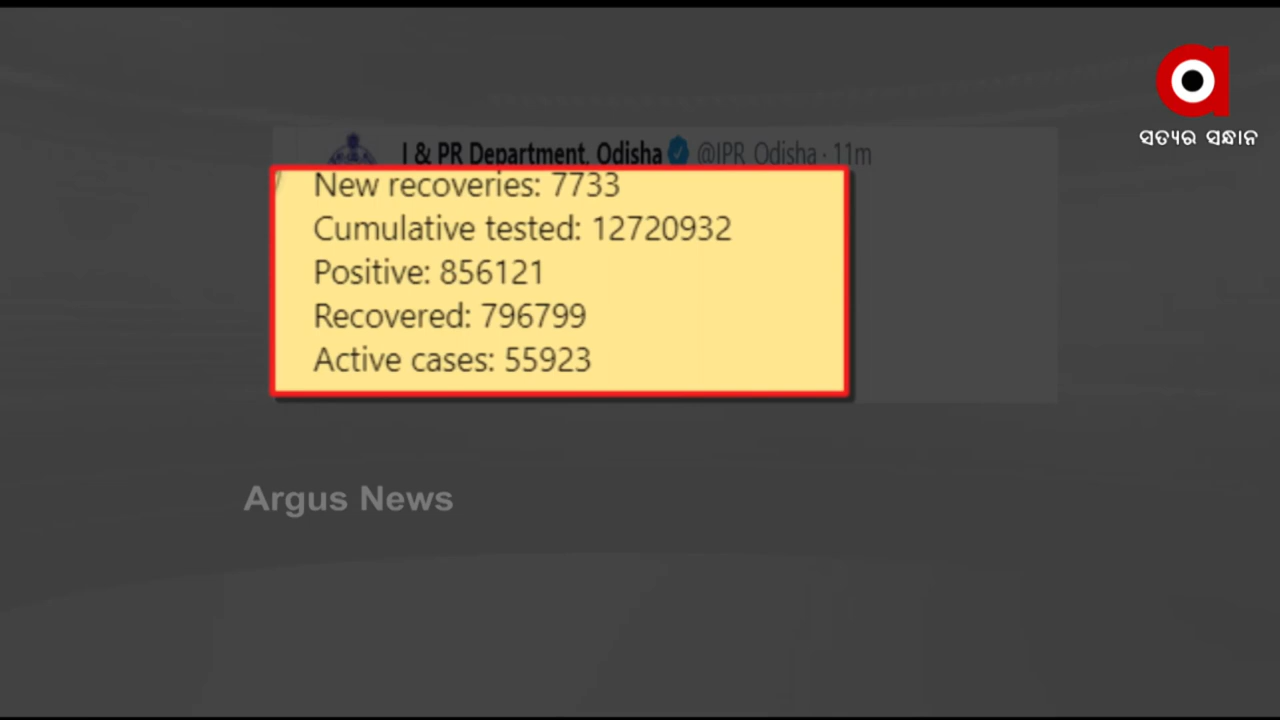 ସତ୍ୟର ସନ୍ଧାନ
I & PR Department, Odisha @IPR_Odisha · 11m
New recoveries: 7733
Cumulative tested: 12720932
Positive: 856121
Recovered: 796799
Active cases: 55923
Argus News